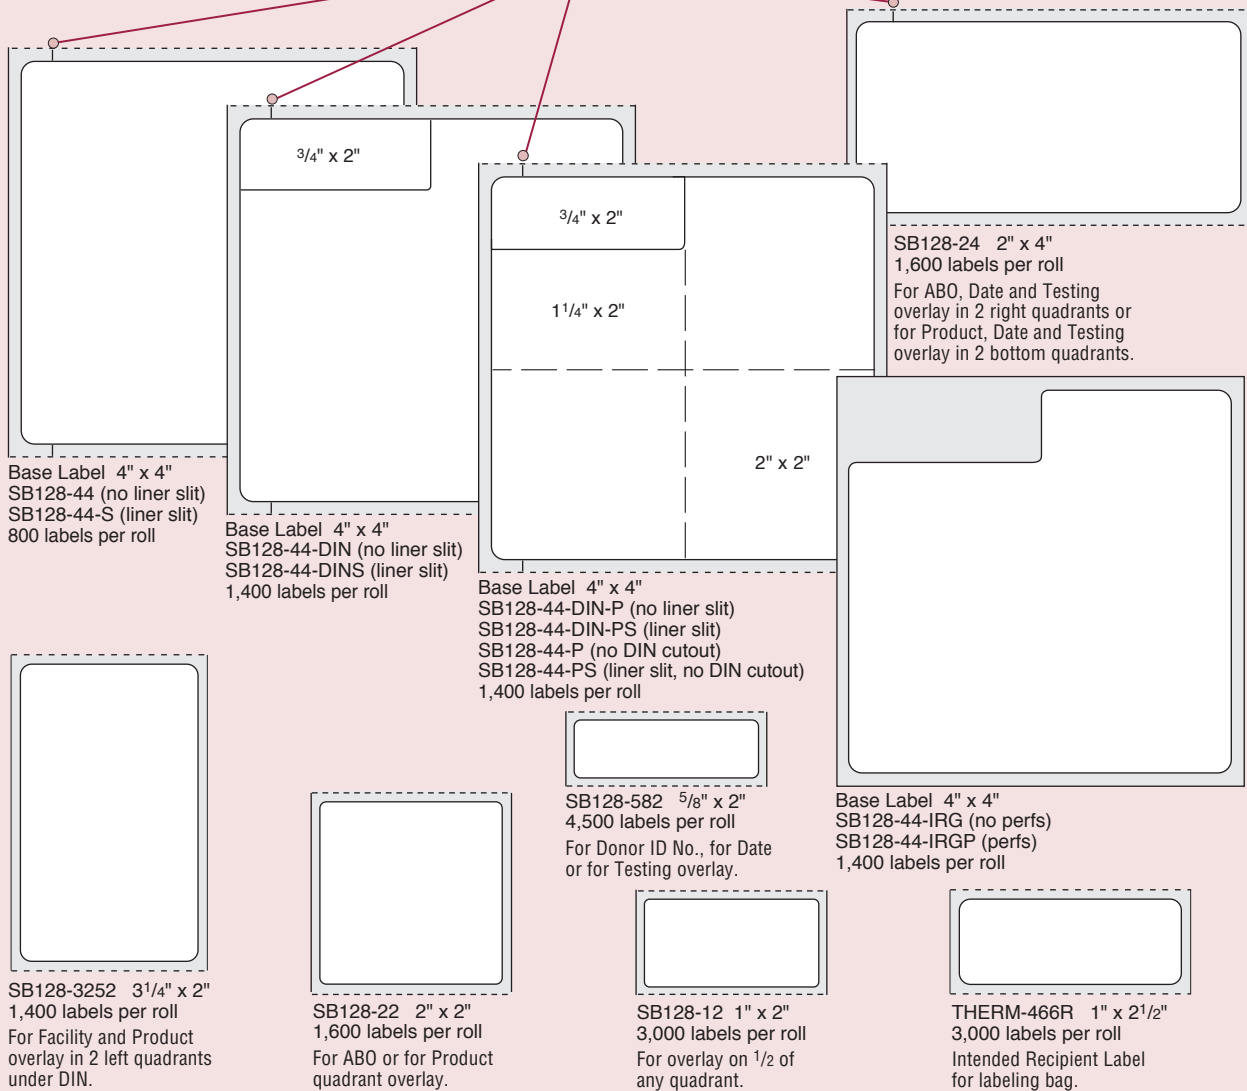 3/4" x 2"
3/4" x 2"
1 1/4" x 2"
2" x 2"
SB128-24 2" x 4"
1,600 labels per roll
For ABO, Date and Testing
overlay in 2 right quadrants or
for Product, Date and Testing
overlay in 2 bottom quadrants.
Base Label 4" x 4"
SB128-44 (no liner slit)
SB128-44-S (liner slit)
800 labels per roll
Base Label 4" x 4"
SB128-44-DIN (no liner slit)
SB128-44-DINS (liner slit)
1,400 labels per roll
Base Label 4" x 4"
SB128-44-DIN-P (no liner slit)
SB128-44-DIN-PS (liner slit)
SB128-44-P (no DIN cutout)
SB128-44-PS (liner slit, no DIN cutout)
1,400 labels per roll
SB128-582 5/8" x 2"
4,500 labels per roll
For Donor ID No., for Date
or for Testing overlay.
Base Label 4" x 4"
SB128-44-IRG (no perfs)
SB128-44-IRGP (perfs)
1,400 labels per roll
SB128-3252 3 1/4" x 2"
1,400 labels per roll
For Facility and Product
overlay in 2 left quadrants
under DIN.
SB128-22 2" x 2"
1,600 labels per roll
For ABO or for Product
quadrant overlay.
SB128-12 1" x 2"
3,000 labels per roll
For overlay on 1/2 of
any quadrant.
THERM-466R 1" x 2 1/2"
3,000 labels per roll
Intended Recipient Label
for labeling bag.